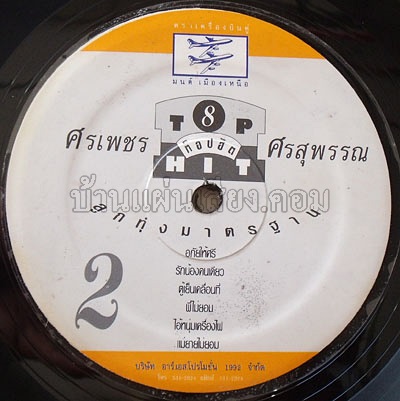 ตราเครื่องบินคู่
มนต์ เมืองเหนือ
8
TOP
ศรเพชร ท็อปฮิต ศรสุพรรณ
HIT
บ้านแผ่นเสียง.คอม
ลูกทุ่งมาตรฐาน
อภัยให้ศรี
รักน้องคนเดียว
ตู้เย็นเคลื่อนที่
พี่ไม่ยอม
ไอ้หนุ่มเครื่องไฟ
แม่ยายไม่ยอม
2
บริษัท อาร์เอสโปรโมชั่น 1992 จำกัด